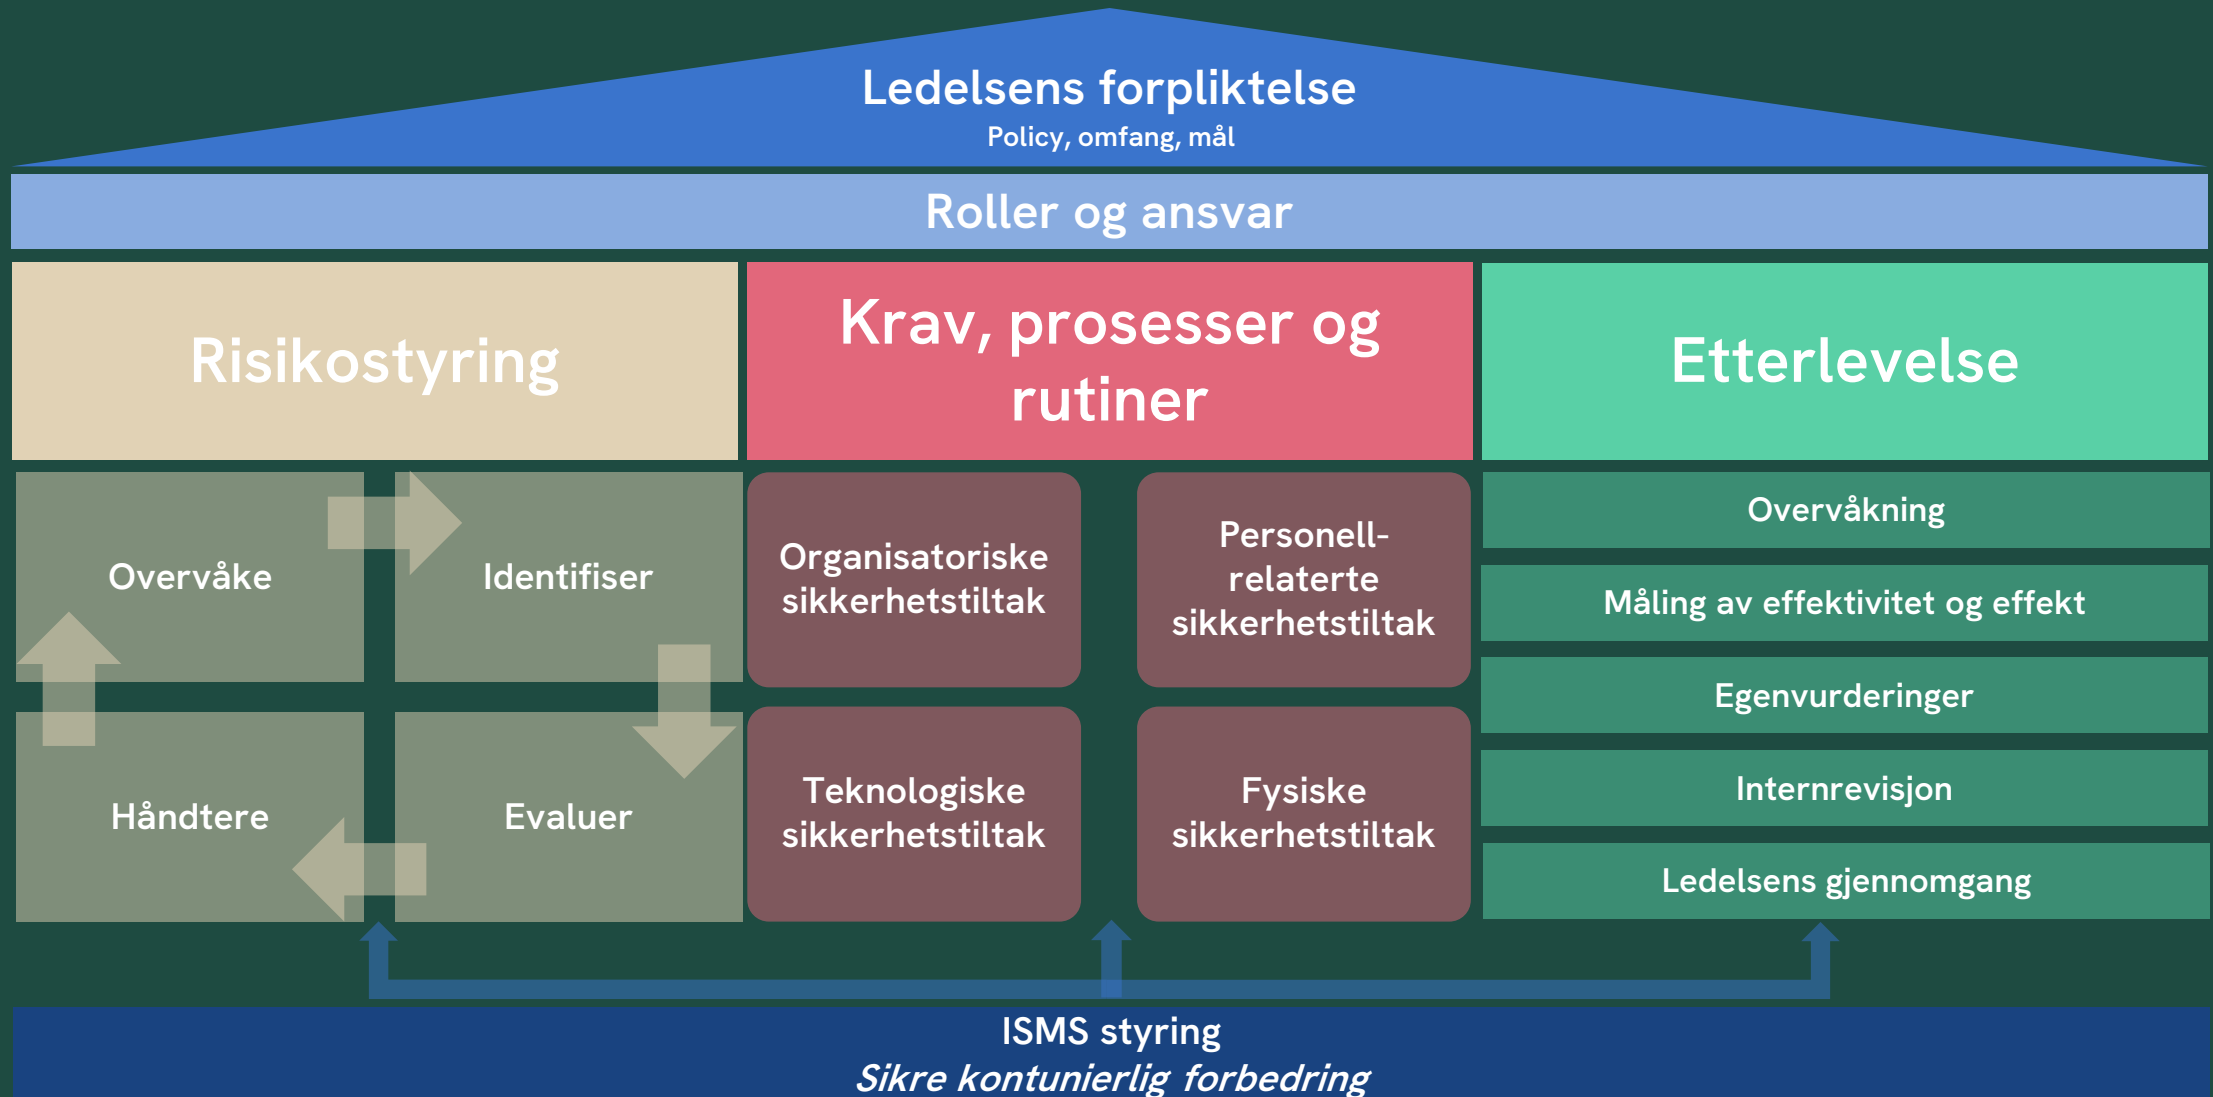 Ledelsens forpliktelse
Policy, omfang, mål
Roller og ansvar
Risikostyring
Krav, prosesser og
rutiner
Etterlevelse
Overvåke
Identifiser
Håndtere
Evaluer
Organisatoriske
sikkerhetstiltak
Personell-
relaterte
sikkerhetstiltak
Teknologiske
sikkerhetstiltak
Fysiske
sikkerhetstiltak
Overvåkning
Måling av effektivitet og effekt
Egenvurderinger
Internrevisjon
Ledelsens gjennomgang
ISMS styring
Sikre kontunierlig forbedring